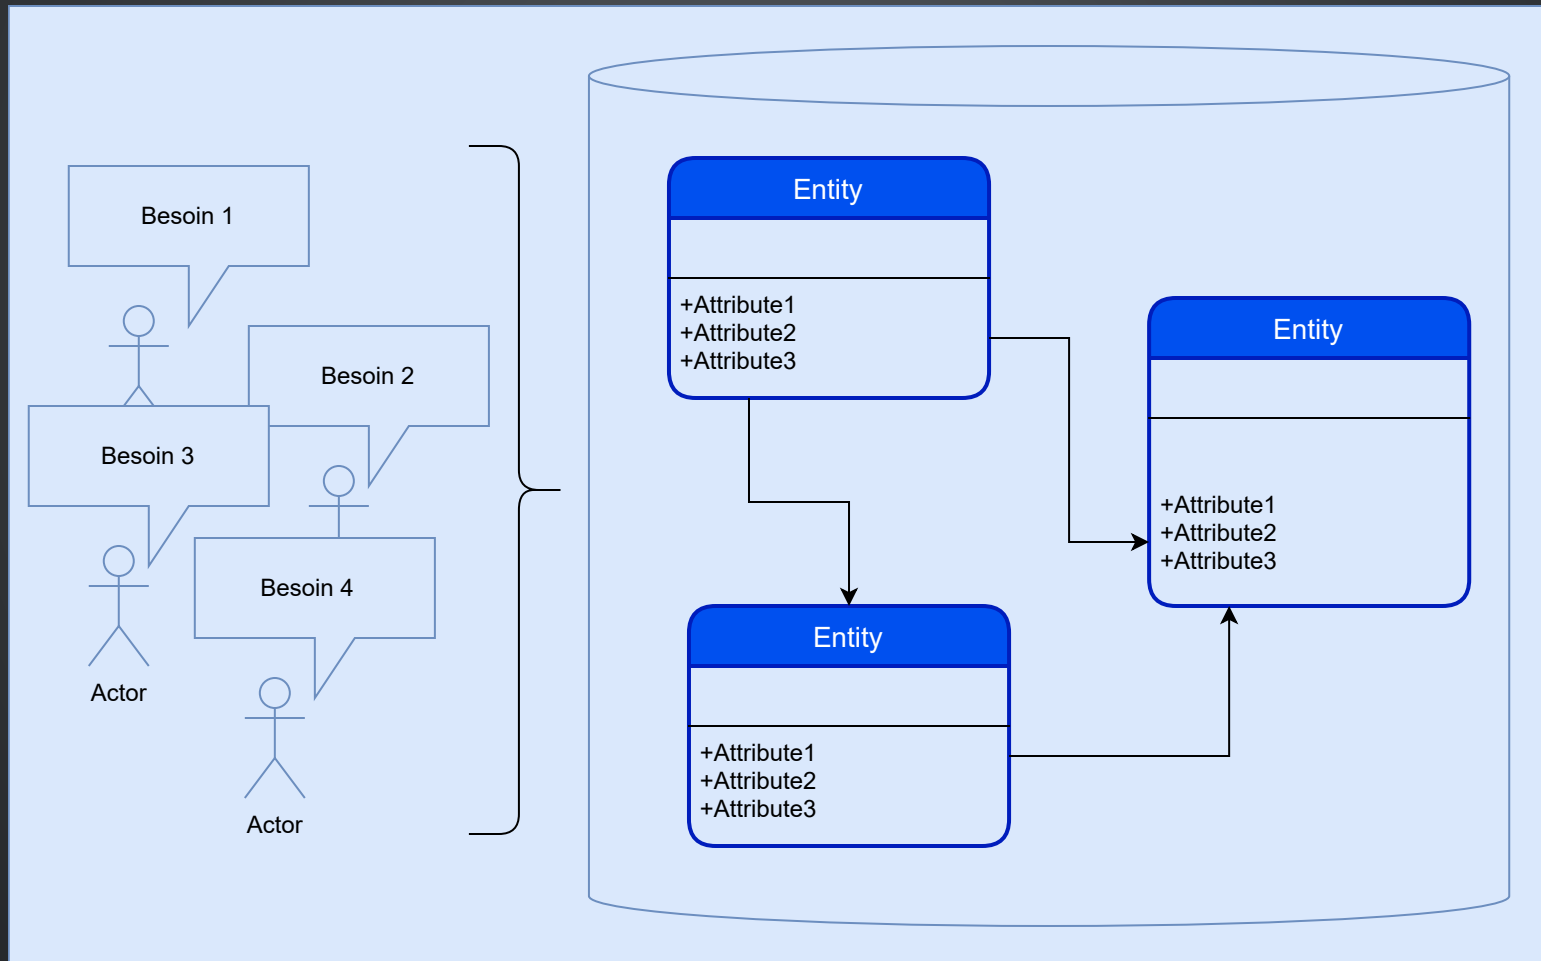 Besoin 1
Besoin 2
Besoin 3
Actor
Besoin 4
Actor
Entity
+Attribute1
+Attribute2
+Attribute3
Entity
+Attribute1
+Attribute2
+Attribute3
Entity
+Attribute1
+Attribute2
+Attribute3